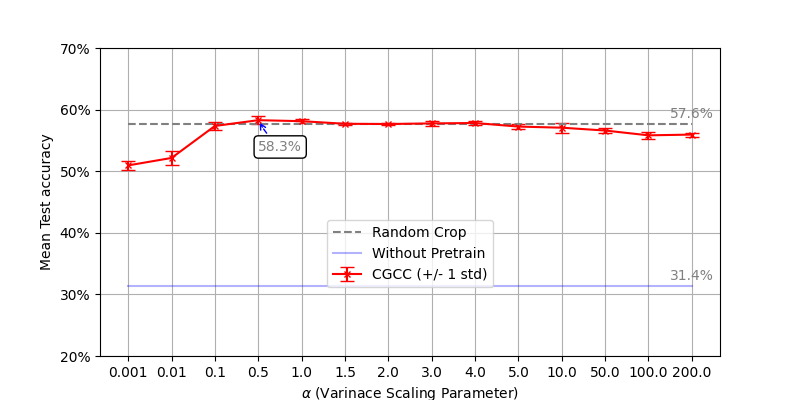 70%
60%
50%
40%
30%
20%
Mean Test accuracy
57.6%
58.3%
31.4%
Random Crop
Without Pretrain
CGCC (+/- 1 std)
0.001 0.01 0.1 0.5 1.0 1.5 2.0 3.0 4.0 5.0 10.0 50.0 100.0 200.0
α (Varinace Scaling Parameter)